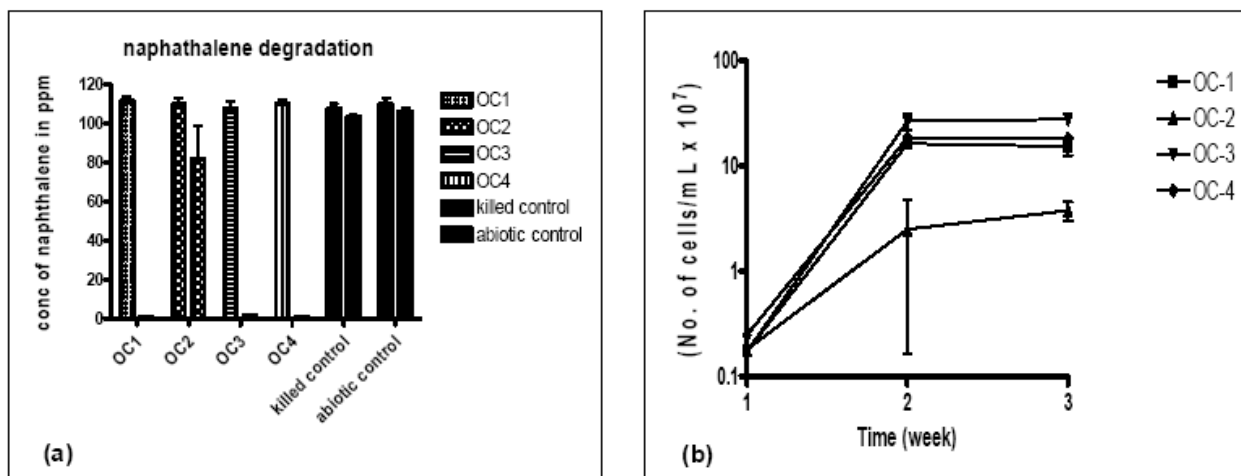 naphathalene degradation
conc of naphthalene in ppm
120
100
80
60
40
20
0
OC1
OC2
OC3
OC4
killed control
abiotic control
OC1
OC2
OC3
OC4
killed control
abiotic control
(a)
(No. of cells/mL x 10⁷)
100
10
1
0.1
1
2
3
Time (week)
OC-1
OC-2
OC-3
OC-4
(b)